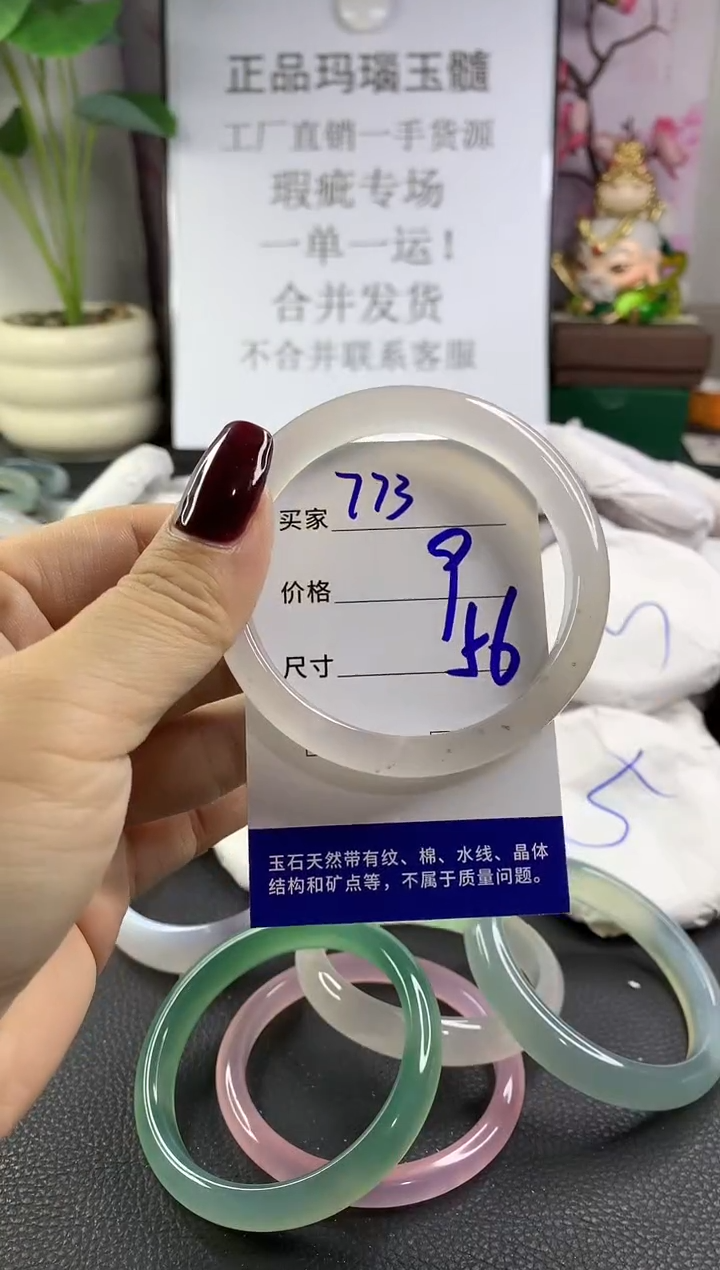 正品玛瑙玉髓
工厂直销一手货源
瑕疵专场
一单一运！
合并发货
不合并联系客服
买家 773
价格 9
尺寸 56
玉石天然带有纹、棉、水线、晶体
结构和矿点等，不属于质量问题。
5